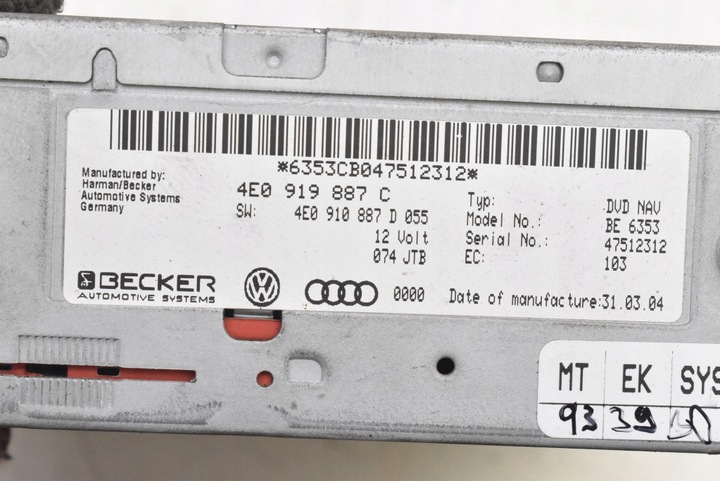 *6353CB047512312*
Manufactured by:
Harman/Becker
Automotive Systems
Germany
4E0 919 887 C
SW: 4E0 910 887 D 055
12 Volt
074 JTB
Typ: DVD NAV
Model No.: BE 6353
Serial No.: 47512312
EC: 103
BECKER
AUTOMOTIVE SYSTEMS
0000
Date of manufacture:31.03.04
MT EK SYS
93 39